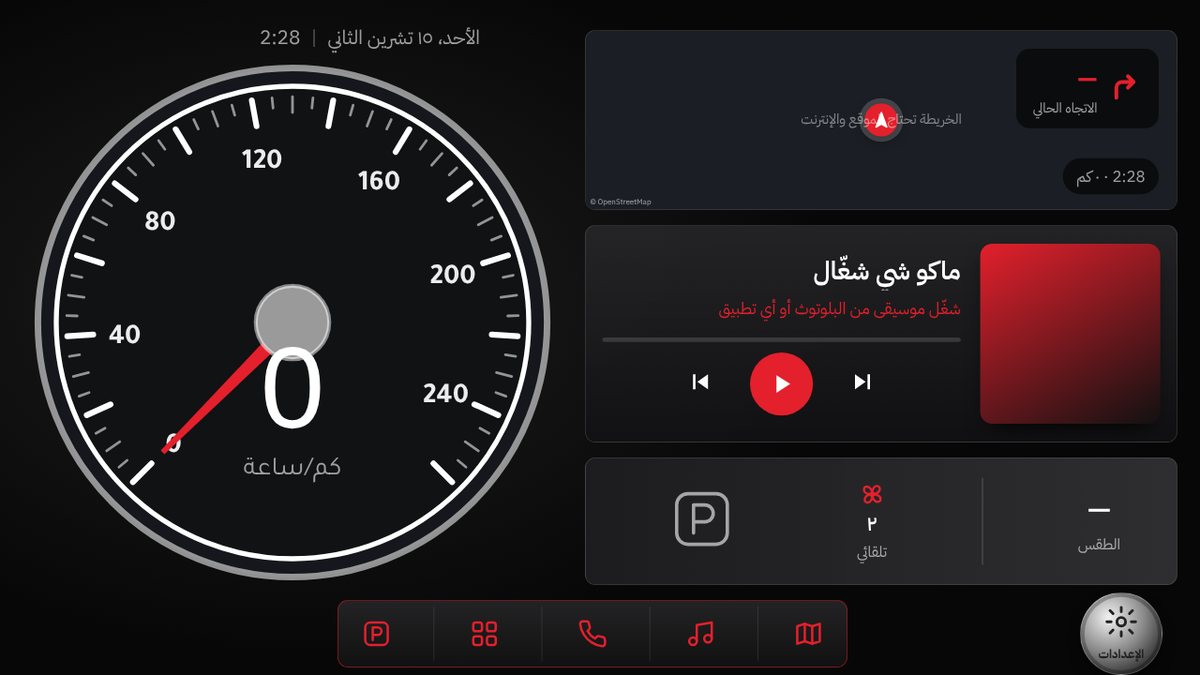 الأحد، ١٥ تشرين الثاني | 2:28
120
160
80
200
40
240
0
0
كم/ساعة
—
الاتجاه الحالي
الخريطة تحتاج موقع والإنترنت
2:28 · ٠ كم
© OpenStreetMap
ماكو شي شغّال
شغّل موسيقى من البلوتوث أو أي تطبيق
P
٢
تلقائي
—
الطقس
P
الإعدادات